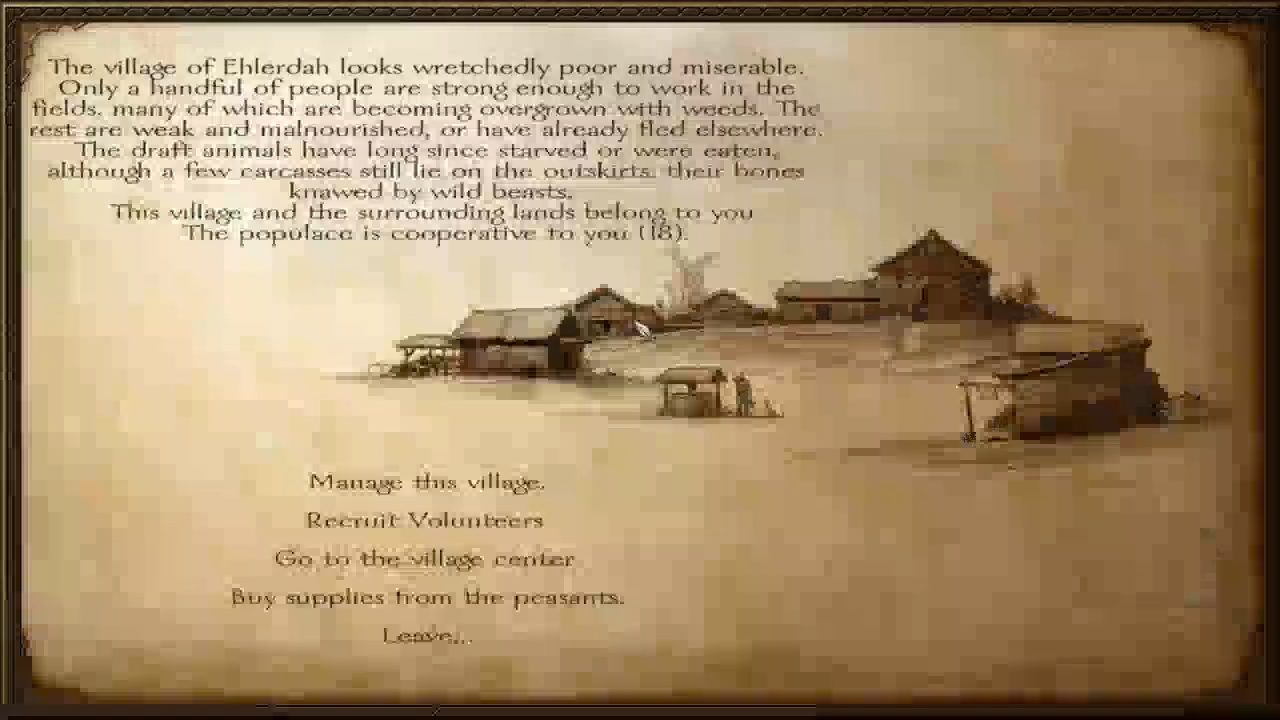 The village of Ehlerdah looks wretchedly poor and miserable.
Only a handful of people are strong enough to work in the
fields, many of which are becoming overgrown with weeds. The
rest are weak and malnourished, or have already fled elsewhere.
The draft animals have long since starved or were eaten,
although a few carcasses still lie on the outskirts, their bones
knawed by wild beasts.
This village and the surrounding lands belong to you
The populace is cooperative to you (18).
Manage this village.
Recruit Volunteers
Go to the village center
Buy supplies from the peasants.
Leave...